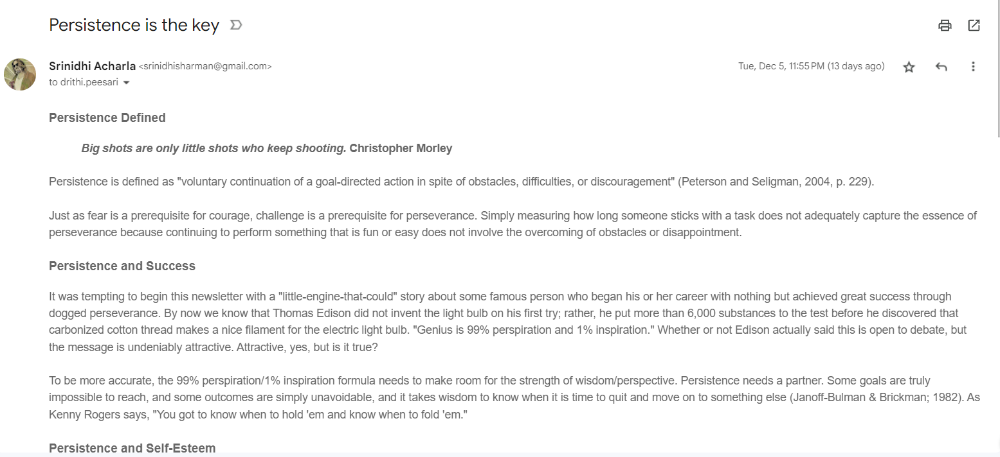 Persistence is the key
Srinidhi Acharla <srinidhisharman@gmail.com>
Tue, Dec 5, 11:55 PM (13 days ago)
to drithi.peesari
Persistence Defined
Big shots are only little shots who keep shooting. Christopher Morley
Persistence is defined as "voluntary continuation of a goal-directed action in spite of obstacles, difficulties, or discouragement" (Peterson and Seligman, 2004, p. 229).
Just as fear is a prerequisite for courage, challenge is a prerequisite for perseverance. Simply measuring how long someone sticks with a task does not adequately capture the essence of
perseverance because continuing to perform something that is fun or easy does not involve the overcoming of obstacles or disappointment.
Persistence and Success
It was tempting to begin this newsletter with a "little-engine-that-could" story about some famous person who began his or her career with nothing but achieved great success through
dogged perseverance. By now we know that Thomas Edison did not invent the light bulb on his first try; rather, he put more than 6,000 substances to the test before he discovered that
carbonized cotton thread makes a nice filament for the electric light bulb. "Genius is 99% perspiration and 1% inspiration." Whether or not Edison actually said this is open to debate, but
the message is undeniably attractive. Attractive, yes, but is it true?
To be more accurate, the 99% perspiration/1% inspiration formula needs to make room for the strength of wisdom/perspective. Persistence needs a partner. Some goals are truly
impossible to reach, and some outcomes are simply unavoidable, and it takes wisdom to know when it is time to quit and move on to something else (Janoff-Bulman & Brickman; 1982). As
Kenny Rogers says, "You got to know when to hold 'em and know when to fold 'em."
Persistence and Self-Esteem